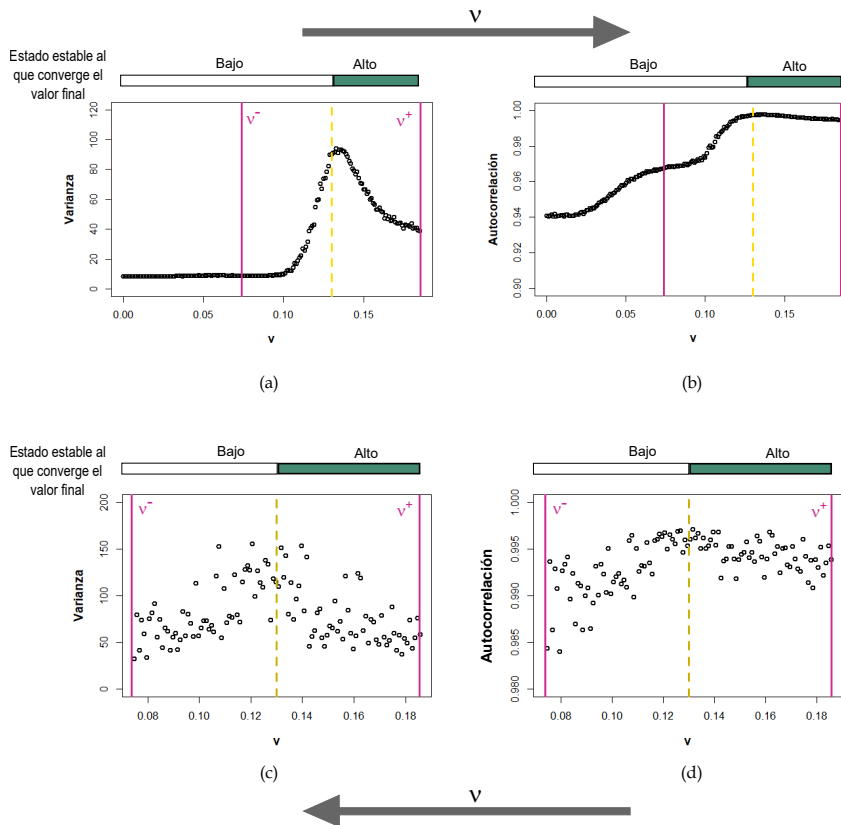 ν
Estado estable al
que converge el
valor final
Bajo
Alto
Bajo
Alto
ν-
ν+
Varianza
0
20
40
60
80
100
120
0.00
0.05
0.10
0.15
v
(a)
Autocorrelación
0.90
0.92
0.94
0.96
0.98
1.00
0.00
0.05
0.10
0.15
v
(b)
Estado estable al
que converge el
valor final
Bajo
Alto
Bajo
Alto
ν-
ν+
Varianza
0
50
100
150
200
0.08
0.10
0.12
0.14
0.16
0.18
v
(c)
ν-
ν+
Autocorrelación
0.980
0.985
0.990
0.995
1.000
0.08
0.10
0.12
0.14
0.16
0.18
v
(d)
ν